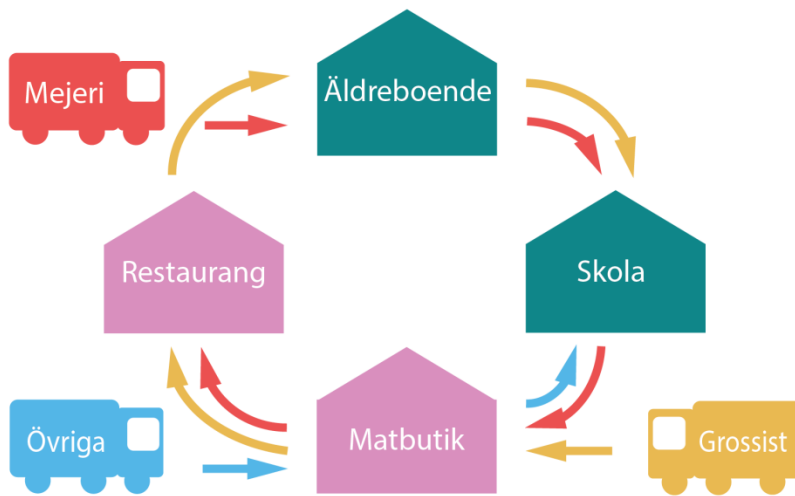 Mejeri
Äldreboende
Restaurang
Skola
Övriga
Matbutik
Grossist